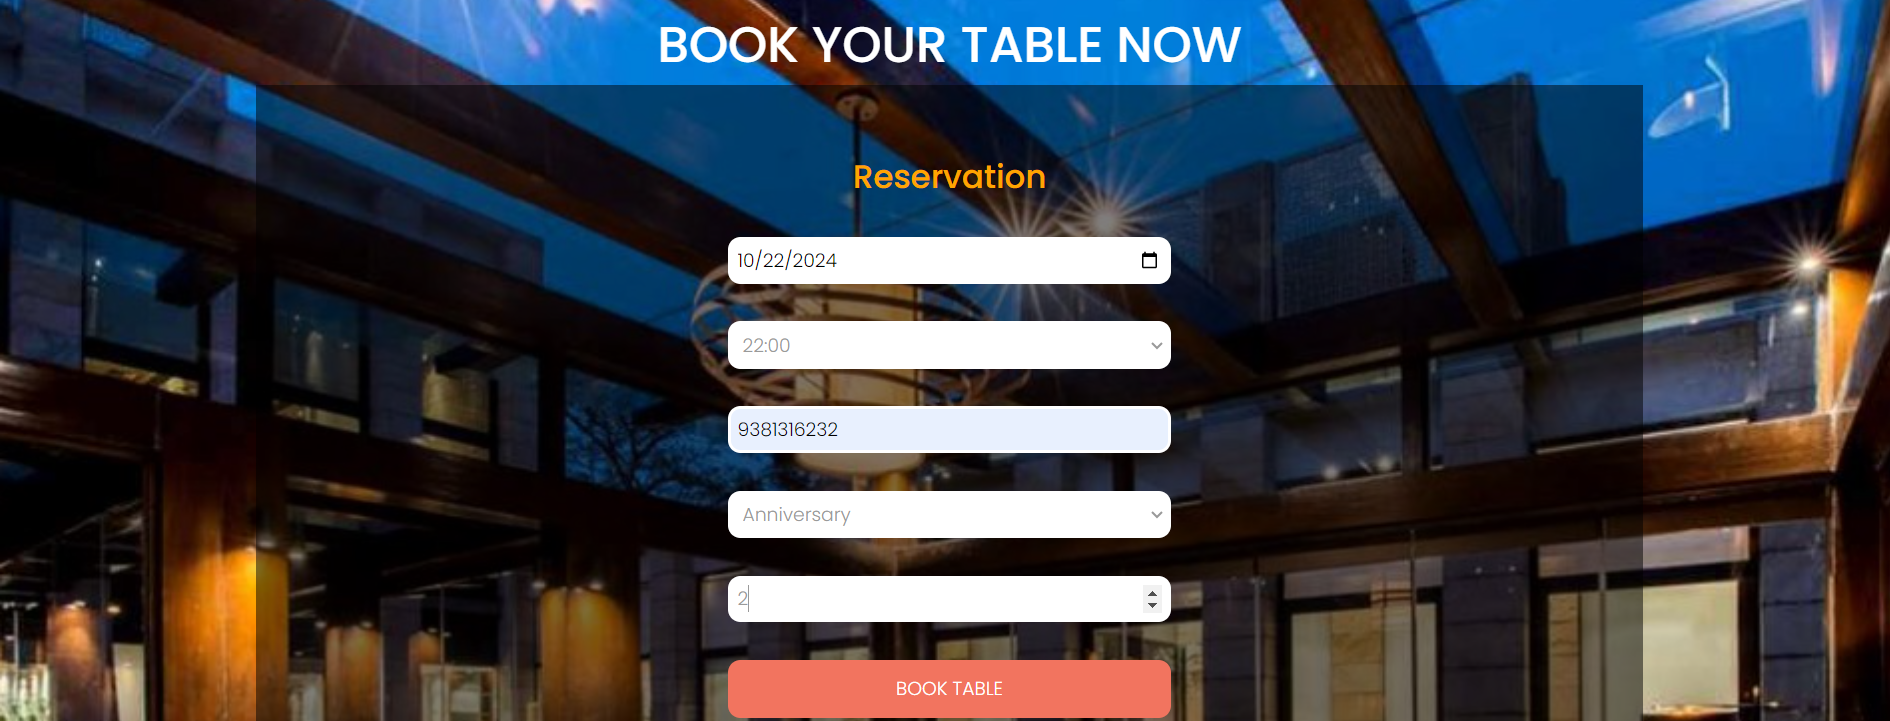 BOOK YOUR TABLE NOW
Reservation
10/22/2024
22:00
9381316232
Anniversary
2
BOOK TABLE